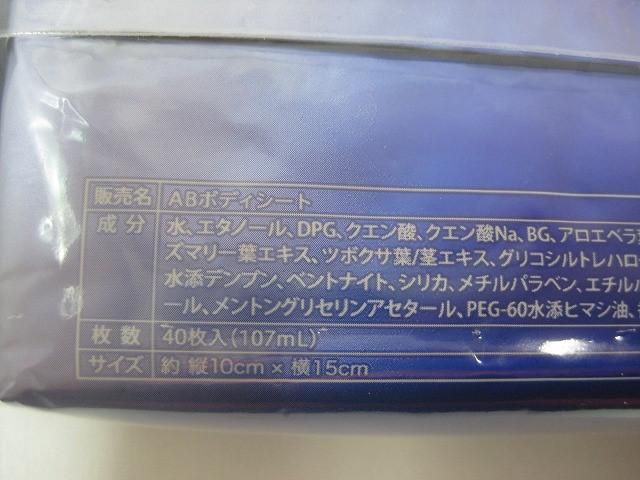 販売名 ABボディシート
成分 水、エタノール、DPG、クエン酸、クエン酸Na、BG、アロエベラ
ズマリー葉エキス、ツボクサ葉/茎エキス、グリコシルトレハロー
水添デンプン、ベントナイト、シリカ、メチルパラベン、エチルパ
ール、メントングリセリンアセタール、PEG-60水添ヒマシ油、
枚数 40枚入(107mL)
サイズ 約 縦10cm×横15cm